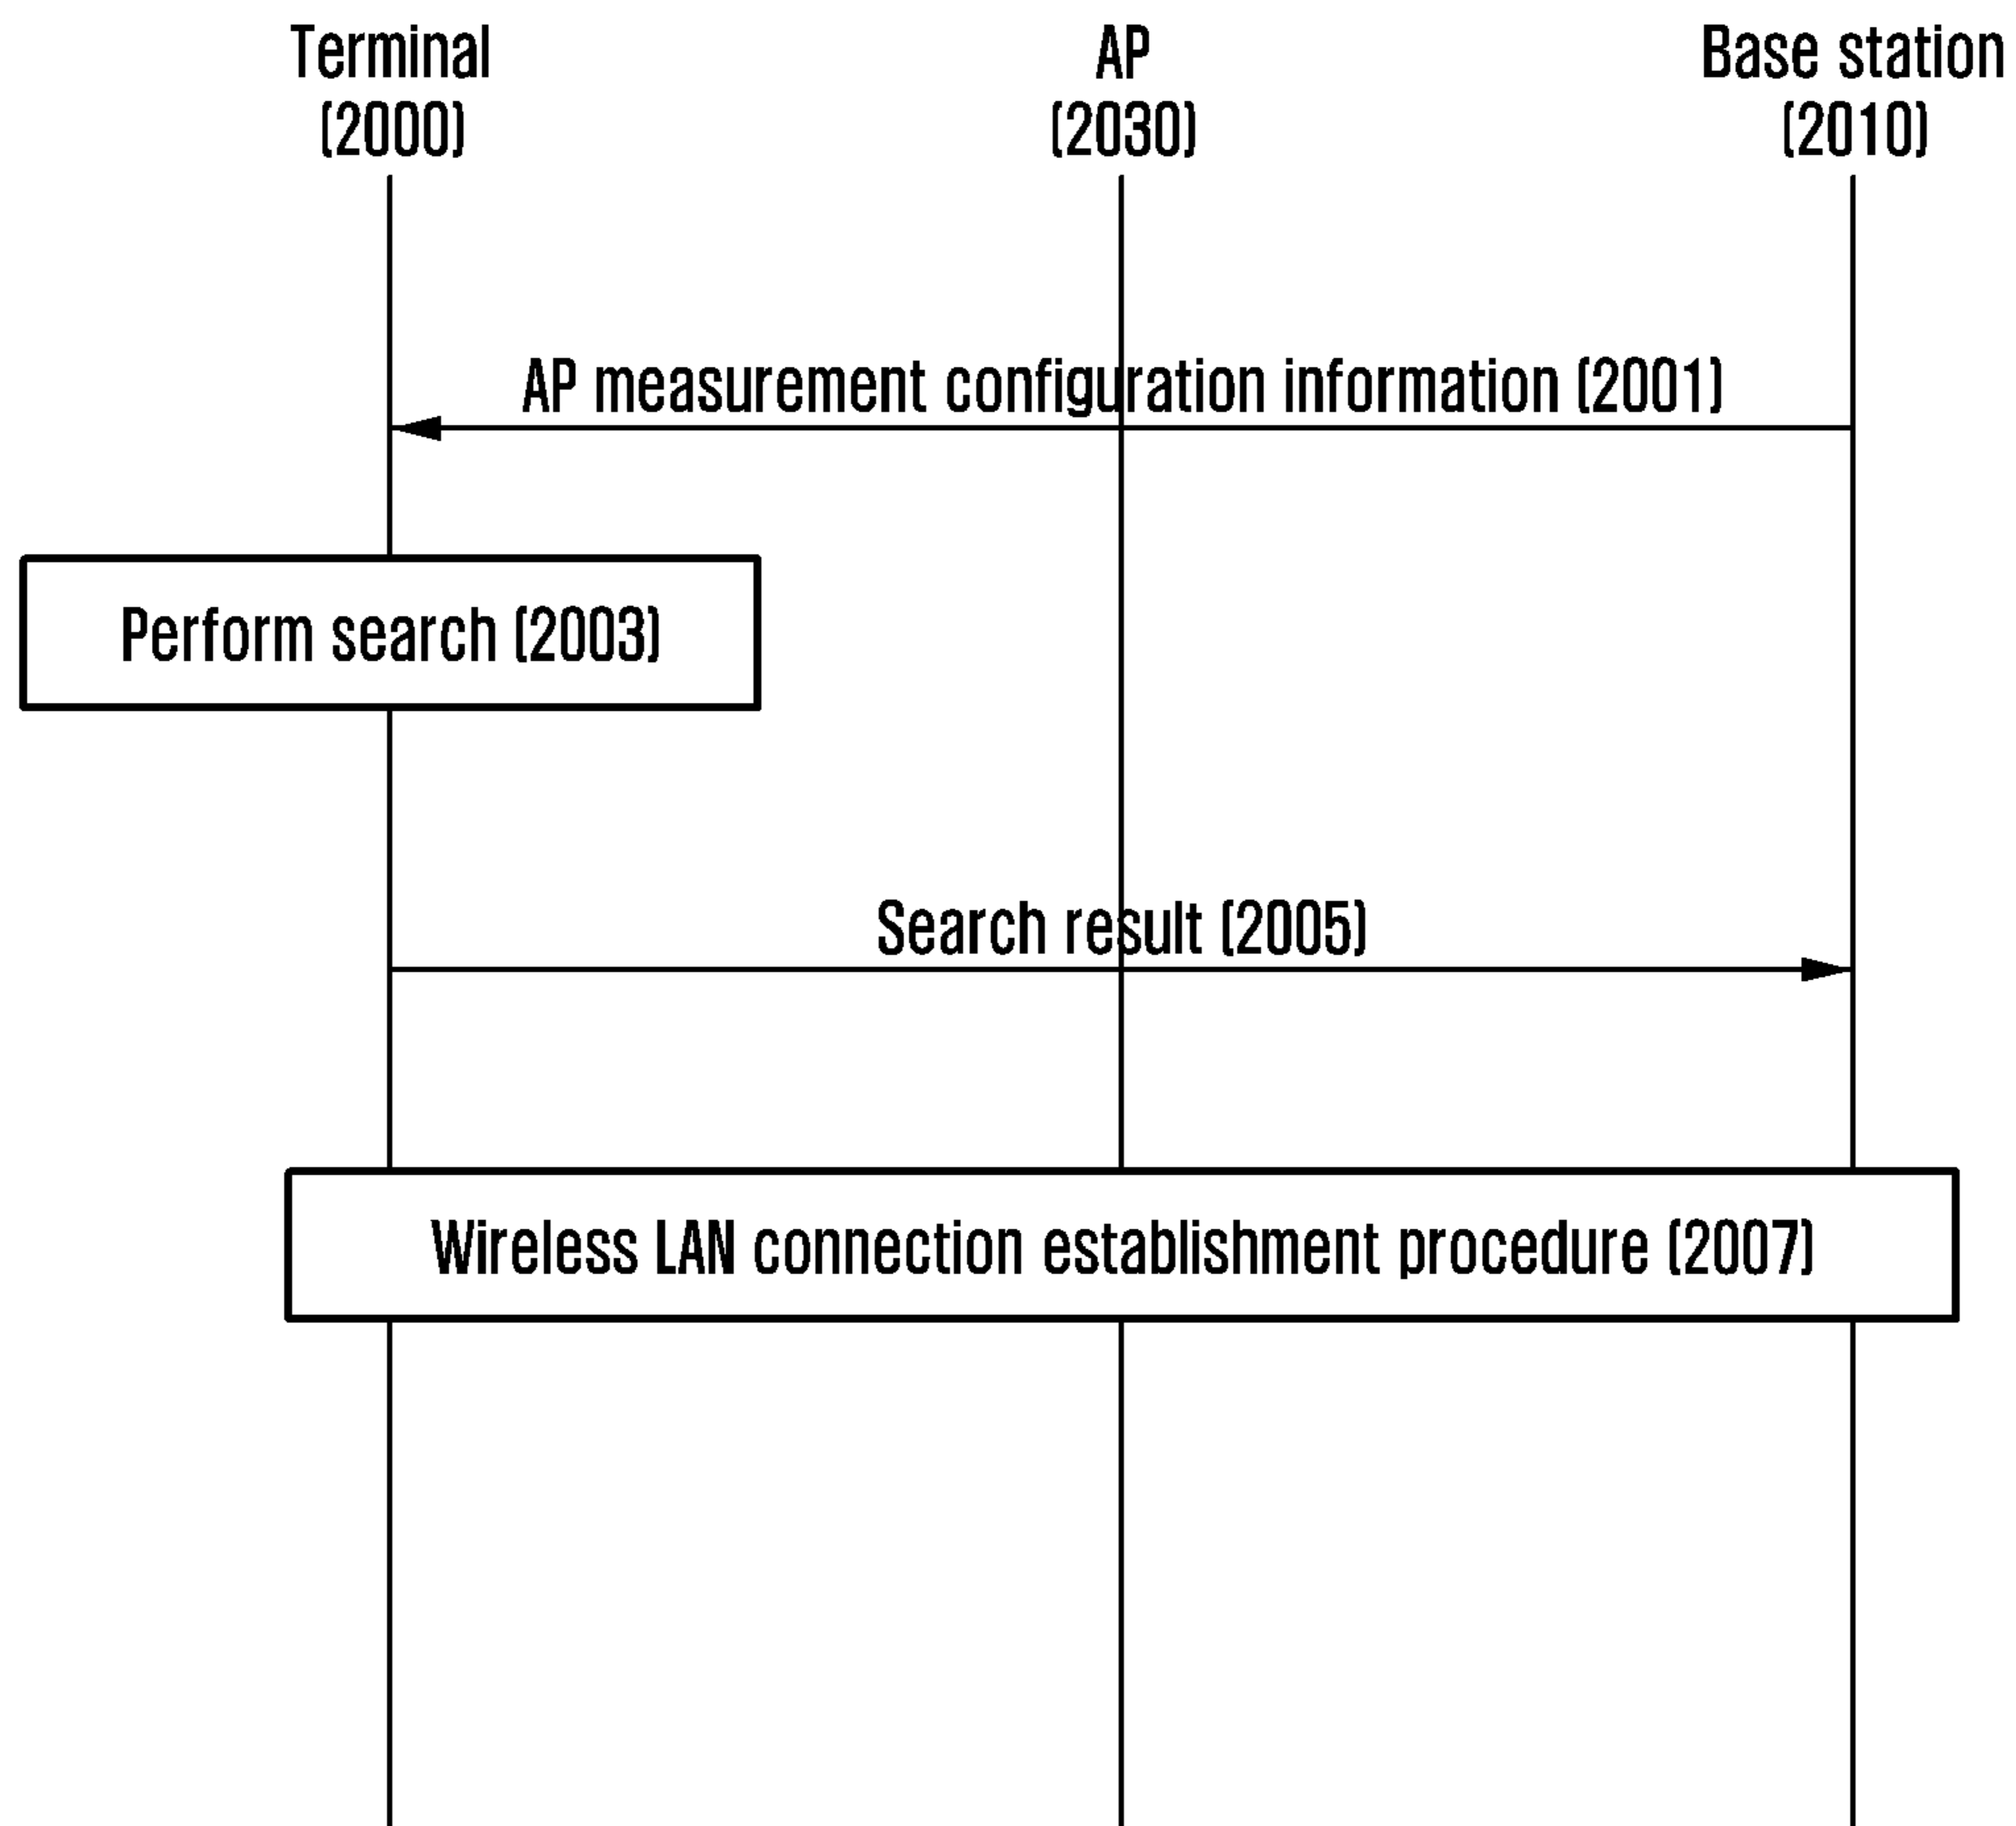 Terminal
(2000)
AP
(2030)
Base station
(2010)
AP measurement configuration information (2001)
Perform search (2003)
Search result (2005)
Wireless LAN connection establishment procedure (2007)